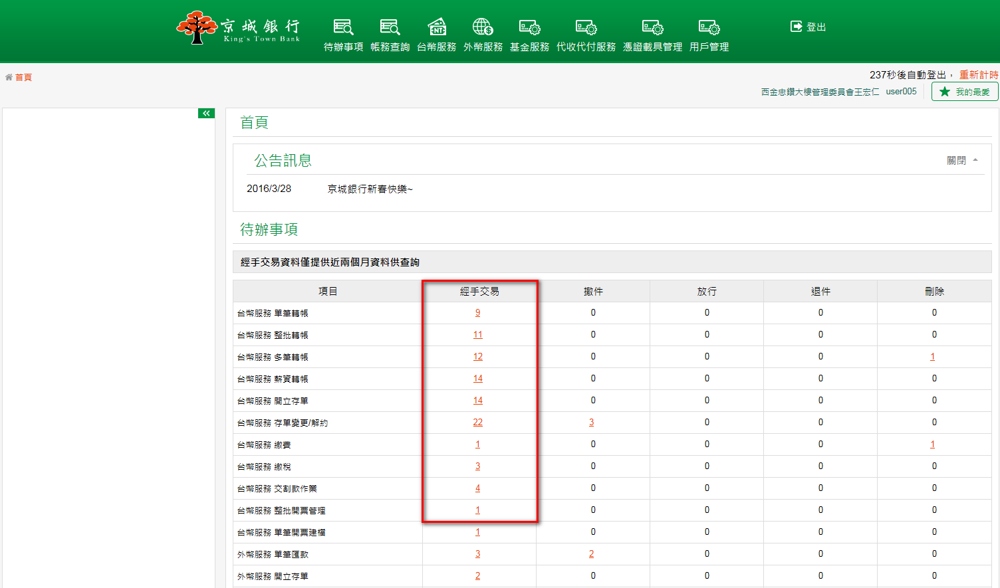 京城銀行
King's Town Bank
待辦事項 帳務查詢 台幣服務 外幣服務 基金服務 代收代付服務 憑證載具管理 用戶管理
登出
首頁
237秒後自動登出， 重新計時
西金忠鑽大樓管理委員會王宏仁 user005
我的最愛
首頁
公告訊息
關閉
2016/3/28 京城銀行新春快樂~
待辦事項
經手交易資料僅提供近兩個月資料供查詢
項目 經手交易 撤件 放行 退件 刪除
台幣服務 單筆轉帳 9 0 0 0 0
台幣服務 整批轉帳 11 0 0 0 0
台幣服務 多筆轉帳 12 0 0 0 1
台幣服務 薪資轉帳 14 0 0 0 0
台幣服務 開立存單 14 0 0 0 0
台幣服務 存單變更/解約 22 3 0 0 0
台幣服務 繳費 1 0 0 0 1
台幣服務 繳稅 3 0 0 0 0
台幣服務 交割款作業 4 0 0 0 0
台幣服務 整批開票管理 1 0 0 0 0
台幣服務 單筆開票建檔 1 0 0 0 0
外幣服務 單筆匯款 3 2 0 0 0
外幣服務 開立存單 2 0 0 0 0